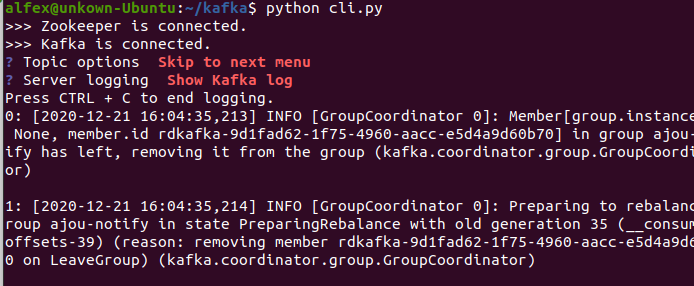 alfex@unkown-Ubuntu:~/kafka$ python cli.py
>>> Zookeeper is connected.
>>> Kafka is connected.
? Topic options  Skip to next menu
? Server logging  Show Kafka log
Press CTRL + C to end logging.
0: [2020-12-21 16:04:35,213] INFO [GroupCoordinator 0]: Member[group.instance
 None, member.id rdkafka-9d1fad62-1f75-4960-aacc-e5d4a9d60b70] in group ajou-
ify has left, removing it from the group (kafka.coordinator.group.GroupCoordi
or)
1: [2020-12-21 16:04:35,214] INFO [GroupCoordinator 0]: Preparing to rebalanc
roup ajou-notify in state PreparingRebalance with old generation 35 (__consum
offsets-39) (reason: removing member rdkafka-9d1fad62-1f75-4960-aacc-e5d4a9d6
0 on LeaveGroup) (kafka.coordinator.group.GroupCoordinator)